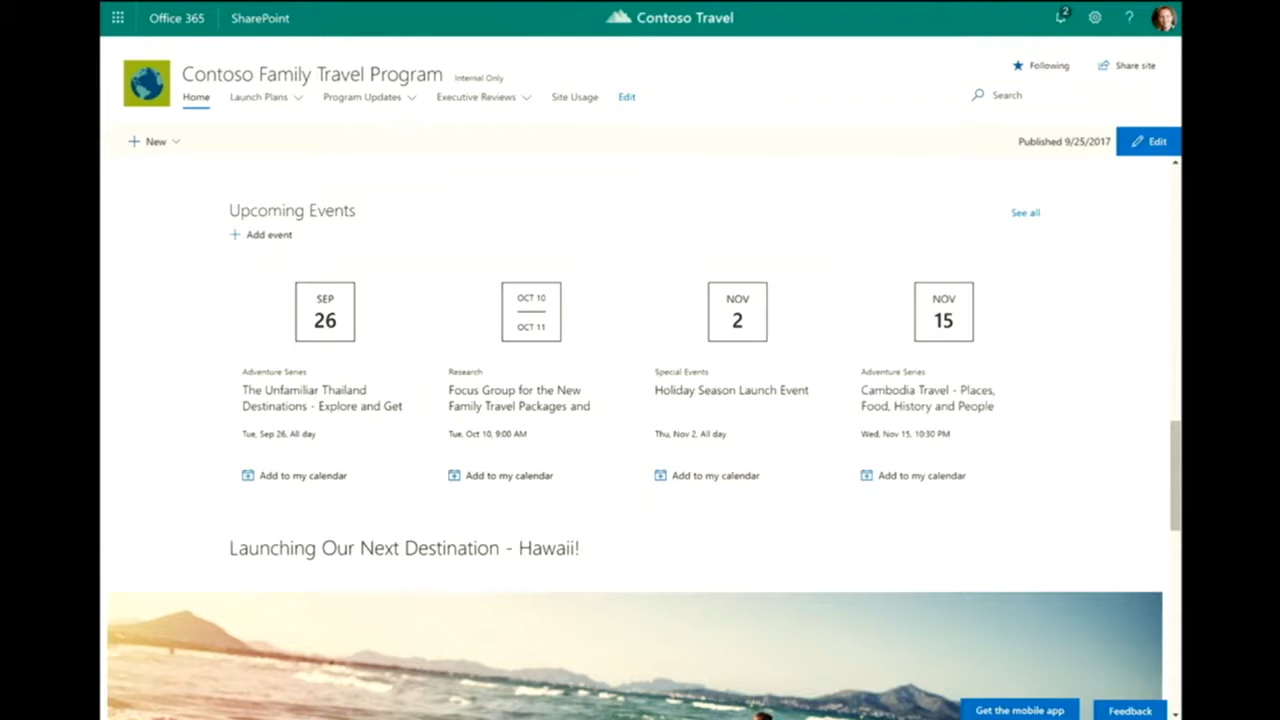 Office 365 SharePoint Contoso Travel 2 ?
Contoso Family Travel Program Internal Only Following Share site
Home Launch Plans Program Updates Executive Reviews Site Usage Edit Search
New Published 9/25/2017 Edit
Upcoming Events See all
Add event
SEP
26
OCT 10
OCT 11
NOV
2
NOV
15
Adventure Series
The Unfamiliar Thailand
Destinations - Explore and Get
Tue, Sep 26, All day
Add to my calendar
Research
Focus Group for the New
Family Travel Packages and
Tue, Oct 10, 9:00 AM
Add to my calendar
Special Events
Holiday Season Launch Event
Thu, Nov 2, All day
Add to my calendar
Adventure Series
Cambodia Travel - Places,
Food, History and People
Wed, Nov 15, 10:30 PM
Add to my calendar
Launching Our Next Destination - Hawaii!
Get the mobile app Feedback